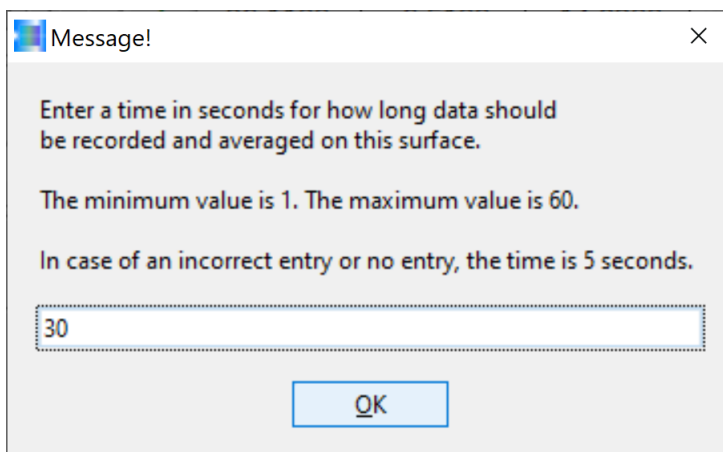 Message!
Enter a time in seconds for how long data should
be recorded and averaged on this surface.
The minimum value is 1. The maximum value is 60.
In case of an incorrect entry or no entry, the time is 5 seconds.
30
OK